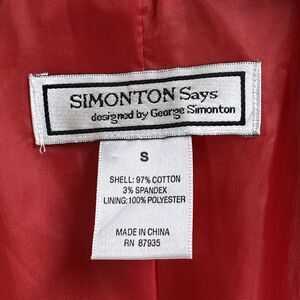 SIMONTON Says
designed by George Simonton
S
SHELL: 97% COTTON
3% SPANDEX
LINING: 100% POLYESTER
MADE IN CHINA
RN 87935